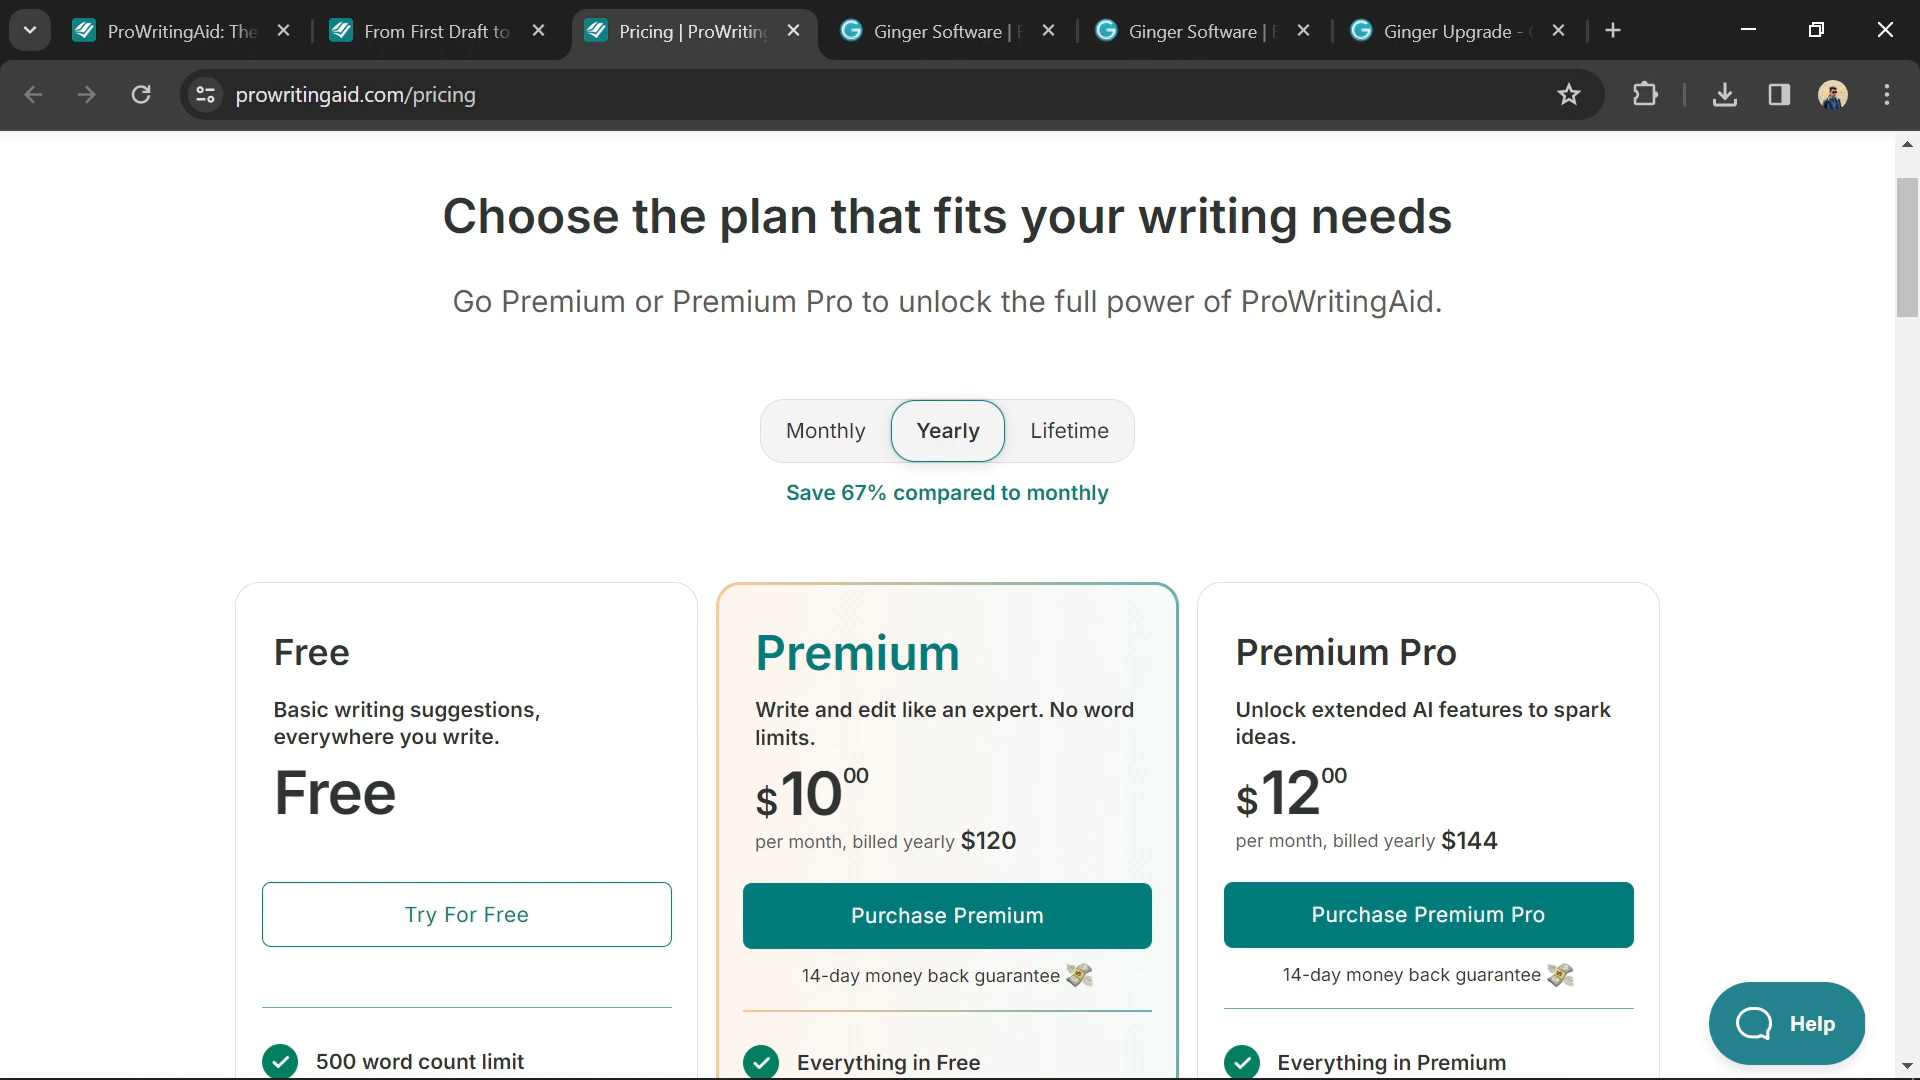 ProWritingAid: The
From First Draft to
Pricing | ProWriting
Ginger Software |
Ginger Software |
Ginger Upgrade -
prowritingaid.com/pricing
Choose the plan that fits your writing needs
Go Premium or Premium Pro to unlock the full power of ProWritingAid.
Monthly
Yearly
Lifetime
Save 67% compared to monthly
Free
Basic writing suggestions,
everywhere you write.
Free
Try For Free
500 word count limit
Premium
Write and edit like an expert. No word
limits.
$1000
per month, billed yearly $120
Purchase Premium
14-day money back guarantee 💸
Everything in Free
Premium Pro
Unlock extended AI features to spark
ideas.
$1200
per month, billed yearly $144
Purchase Premium Pro
14-day money back guarantee 💸
Everything in Premium
Help